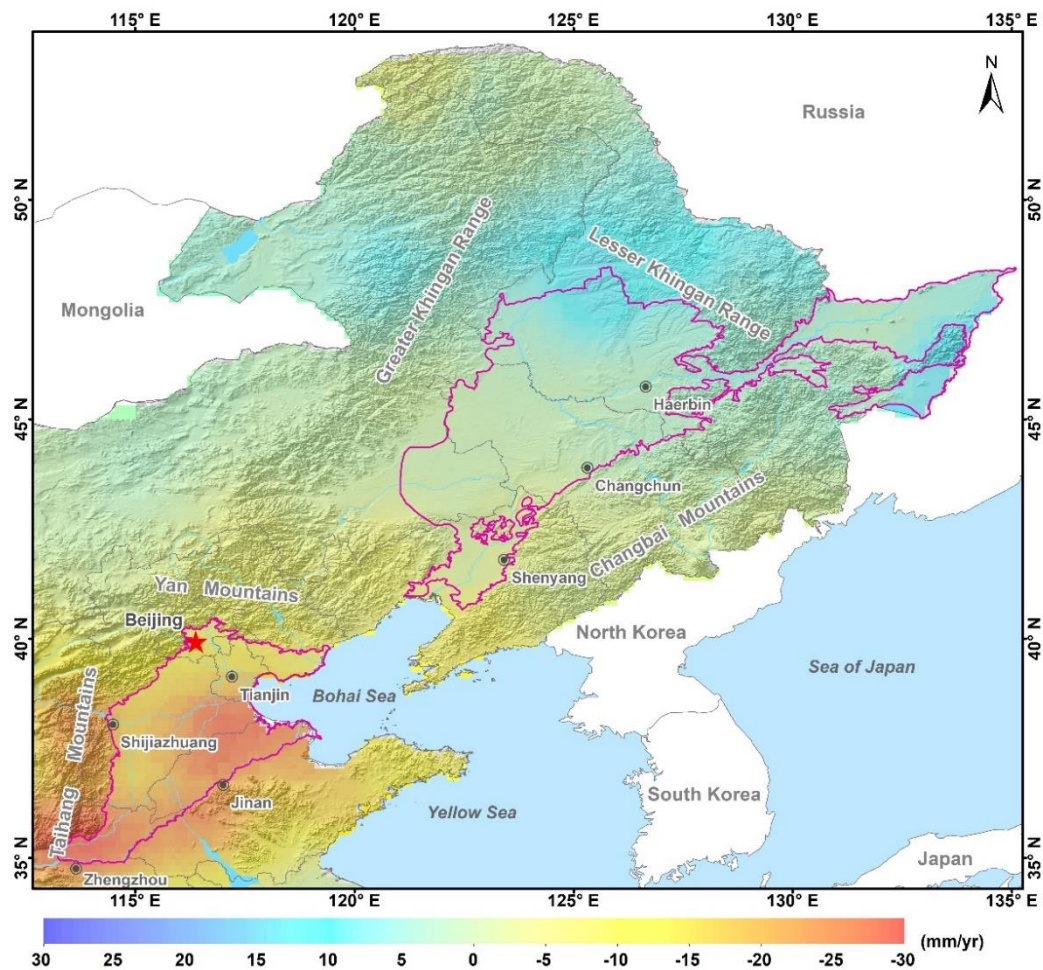 115° E 120° E 125° E 130° E 135° E
N
Russia
50° N 50° N
Greater Khingan Range
Lesser Khingan Range
Mongolia
Haerbin
45° N 45° N
Changchun
Changbai Mountains
Shenyang
Yan Mountains
Beijing
40° N 40° N
North Korea
Sea of Japan
Tianjin
Bohai Sea
Taihang Mountains
Shijiazhuang
Jinan
South Korea
Yellow Sea
35° N 35° N
Japan
Zhengzhou
115° E 120° E 125° E 130° E 135° E
30 25 20 15 10 5 0 -5 -10 -15 -20 -25 -30 (mm/yr)